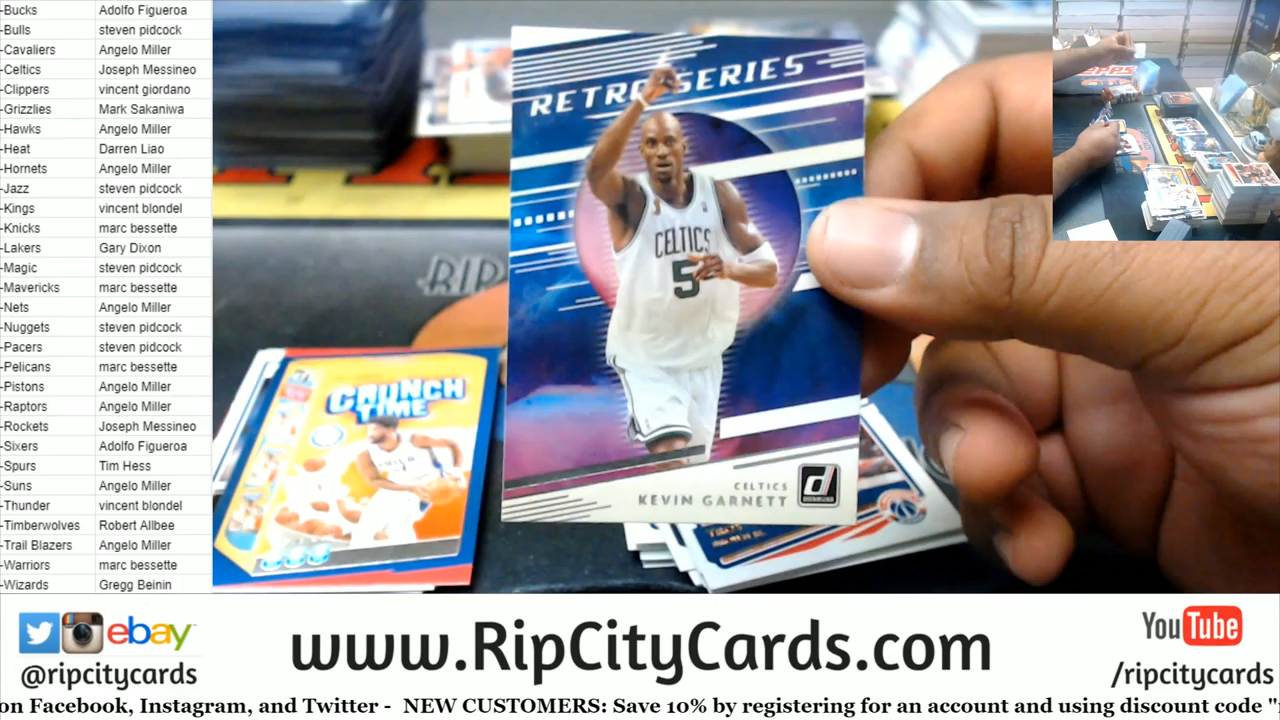 -Bucks Adolfo Figueroa
-Bulls steven pidcock
-Cavaliers Angelo Miller
-Celtics Joseph Messineo
-Clippers vincent giordano
-Grizzlies Mark Sakaniwa
-Hawks Angelo Miller
-Heat Darren Liao
-Hornets Angelo Miller
-Jazz steven pidcock
-Kings vincent blondel
-Knicks marc bessette
-Lakers Gary Dixon
-Magic steven pidcock
-Mavericks marc bessette
-Nets Angelo Miller
-Nuggets steven pidcock
-Pacers steven pidcock
-Pelicans marc bessette
-Pistons Angelo Miller
-Raptors Angelo Miller
-Rockets Joseph Messineo
-Sixers Adolfo Figueroa
-Spurs Tim Hess
-Suns Angelo Miller
-Thunder vincent blondel
-Timberwolves Robert Allbee
-Trail Blazers Angelo Miller
-Warriors marc bessette
-Wizards Gregg Beinin
RETRO SERIES
CELTICS
5
CELTICS
KEVIN GARNETT
DONRUSS
CRUNCH
TIME
RIP
ebay
@ripcitycards
www.RipCityCards.com
YouTube
/ripcitycards
on Facebook, Instagram, and Twitter - NEW CUSTOMERS: Save 10% by registering for an account and using discount code "